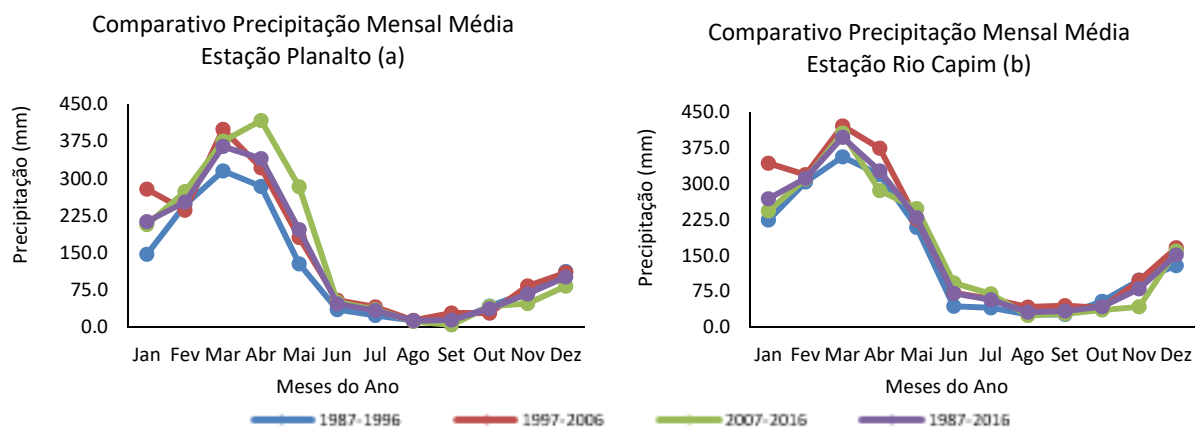 Comparativo Precipitação Mensal Média
Estação Planalto (a)
Precipitação (mm)
450.0
375.0
300.0
225.0
150.0
75.0
0.0
Jan Fev Mar Abr Mai Jun Jul Ago Set Out Nov Dez
Meses do Ano
Comparativo Precipitação Mensal Média
Estação Rio Capim (b)
Precipitação (mm)
450.0
375.0
300.0
225.0
150.0
75.0
0.0
Jan Fev Mar Abr Mai Jun Jul Ago Set Out Nov Dez
Meses do Ano
1987-1996 1997-2006 2007-2016 1987-2016